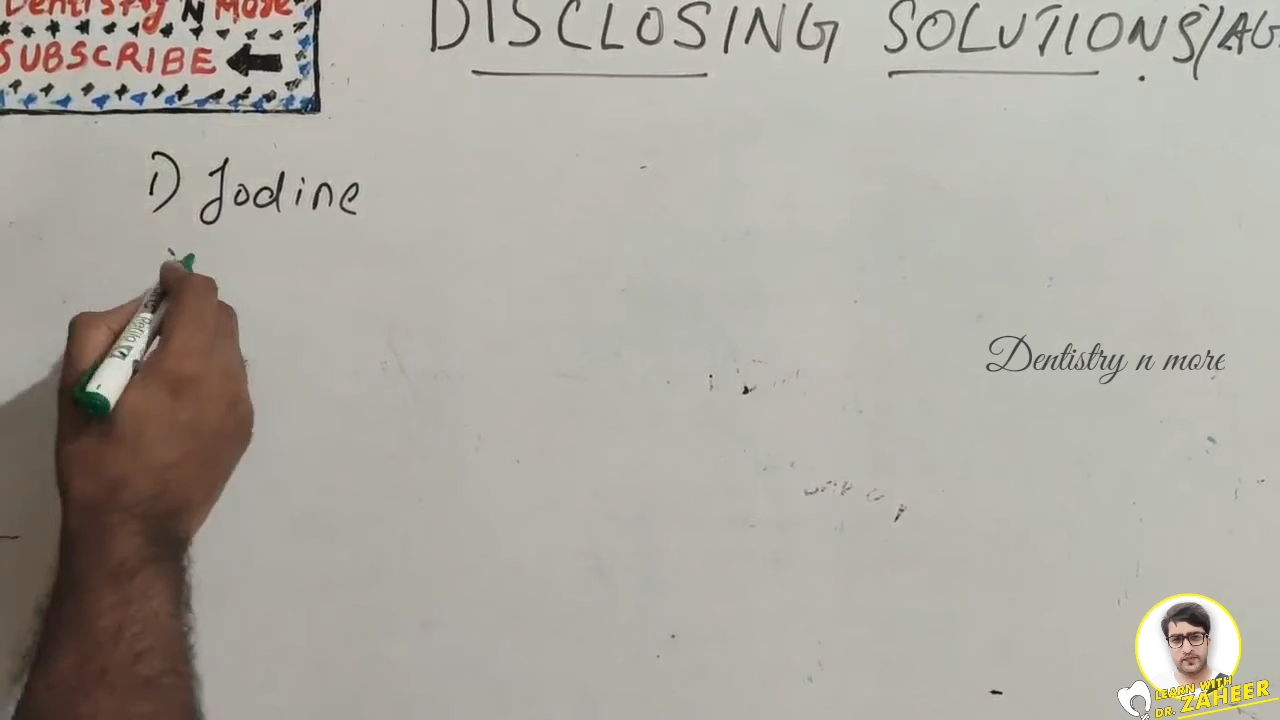 Dentistry N More
SUBSCRIBE
DISCLOSING SOLUTIONS/AG
1) Iodine
Dentistry n more
LEARN WITH
DR. ZAHEER